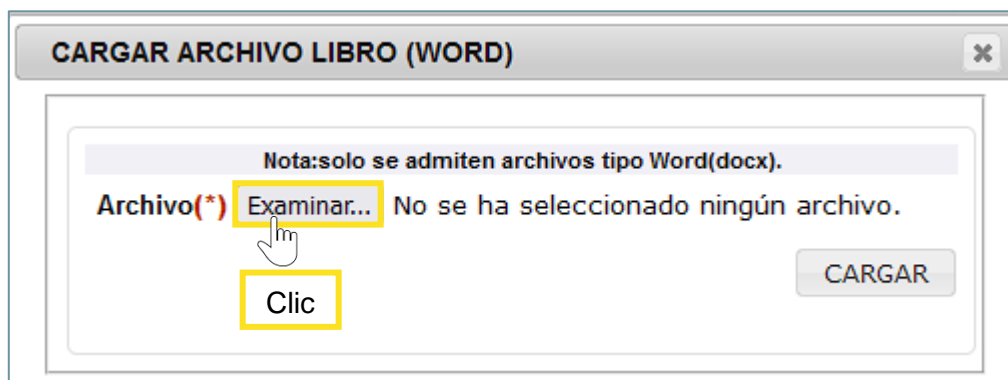 CARGAR ARCHIVO LIBRO (WORD)
Nota:solo se admiten archivos tipo Word(docx).
Archivo(*) Examinar... No se ha seleccionado ningún archivo.
CARGAR
Clic